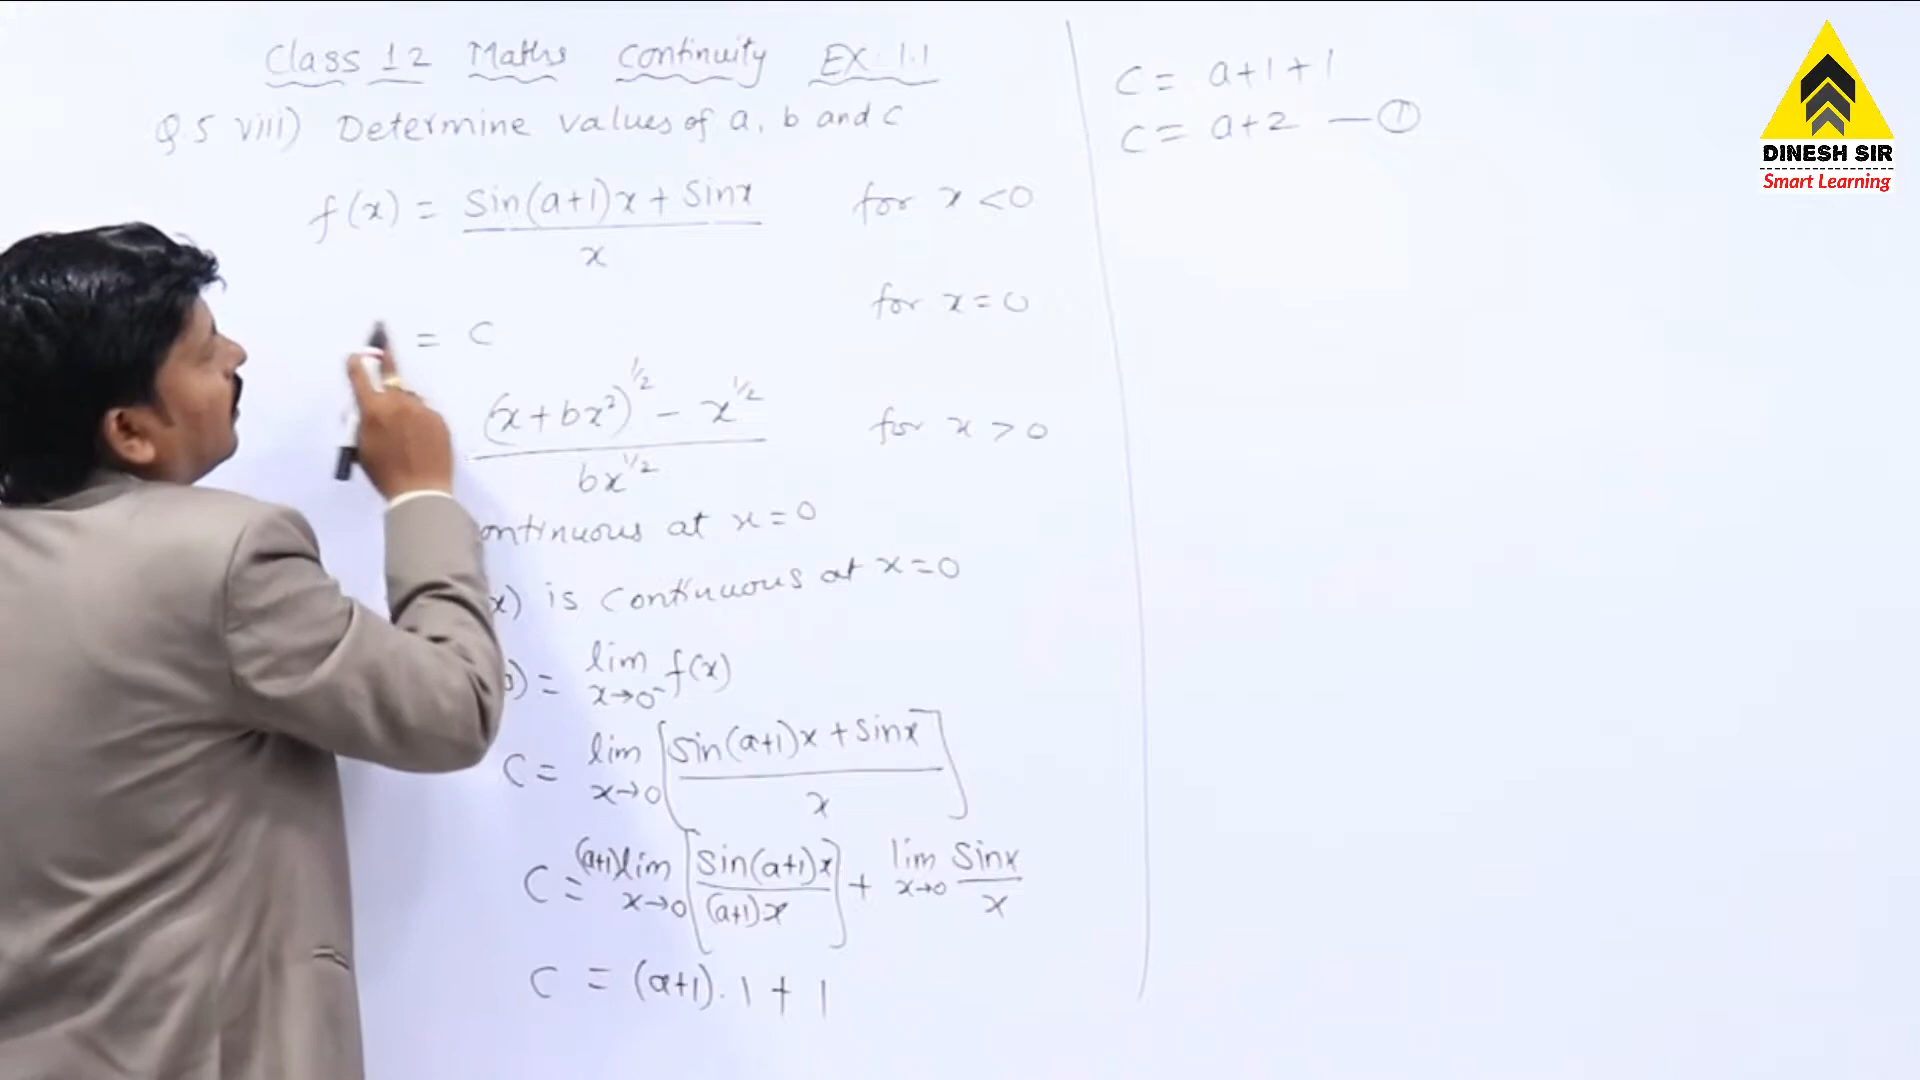 Class 12 Maths Continuity EX 1.1
Q.5 viii) Determine values of a, b and c
f(x) = sin(a+1)x + sinx / x for x < 0
= c for x = 0
(x + bx²)^1/2 - x^1/2 / bx^1/2 for x > 0
continuous at x = 0
x) is continuous at x = 0
) = lim x→0⁻ f(x)
C = lim x→0 [sin(a+1)x + sinx / x]
C = (a+1) lim x→0 [sin(a+1)x / (a+1)x] + lim x→0 sinx / x
C = (a+1).1 + 1
C = a+1+1
C = a+2 — ①
DINESH SIR
Smart Learning